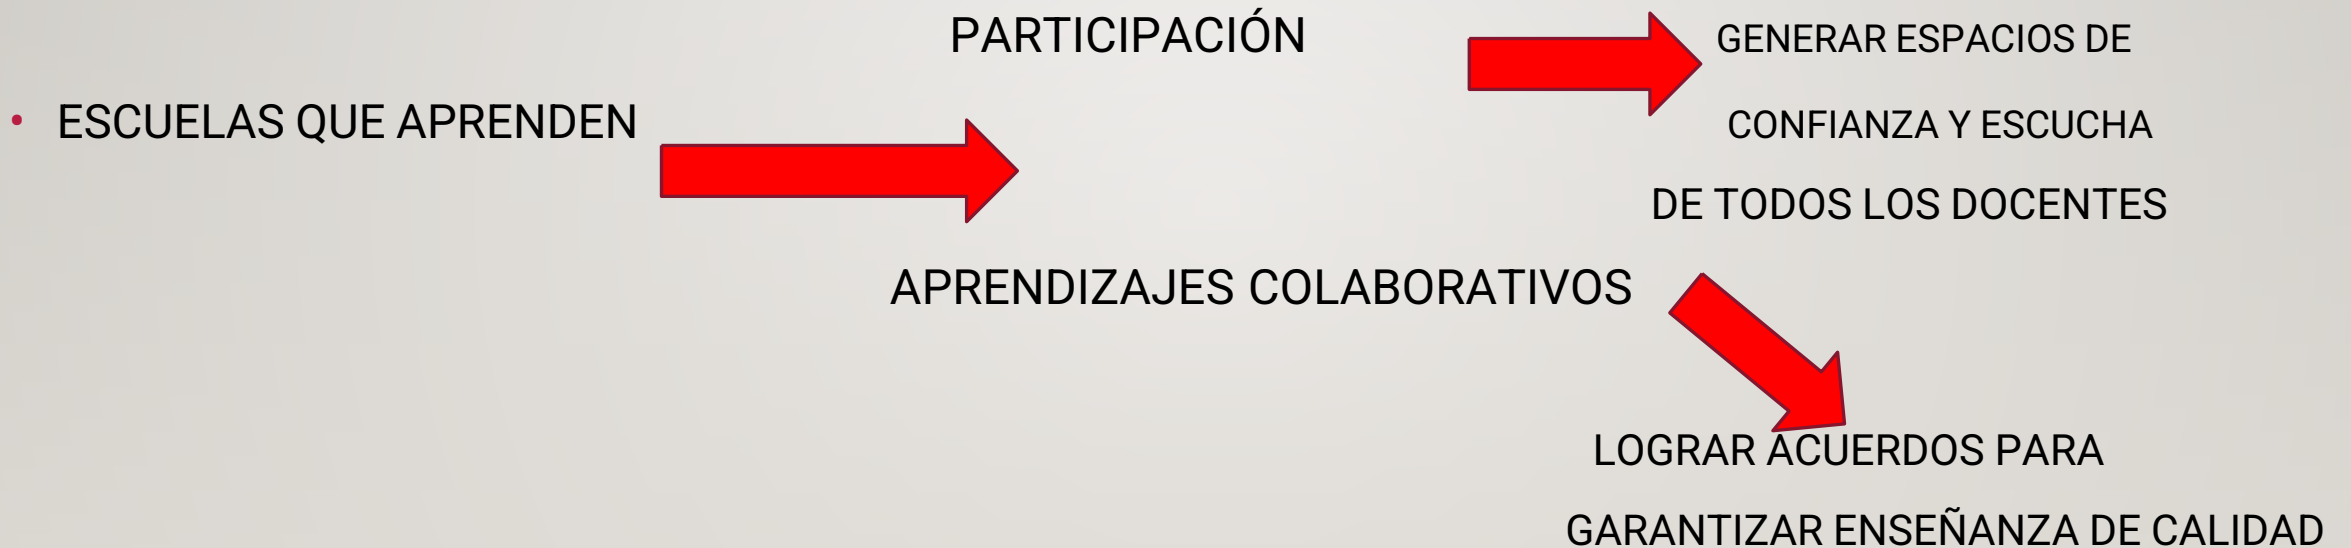 PARTICIPACIÓN
GENERAR ESPACIOS DE
• ESCUELAS QUE APRENDEN
CONFIANZA Y ESCUCHA
DE TODOS LOS DOCENTES
APRENDIZAJES COLABORATIVOS
LOGRAR ACUERDOS PARA
GARANTIZAR ENSEÑANZA DE CALIDAD